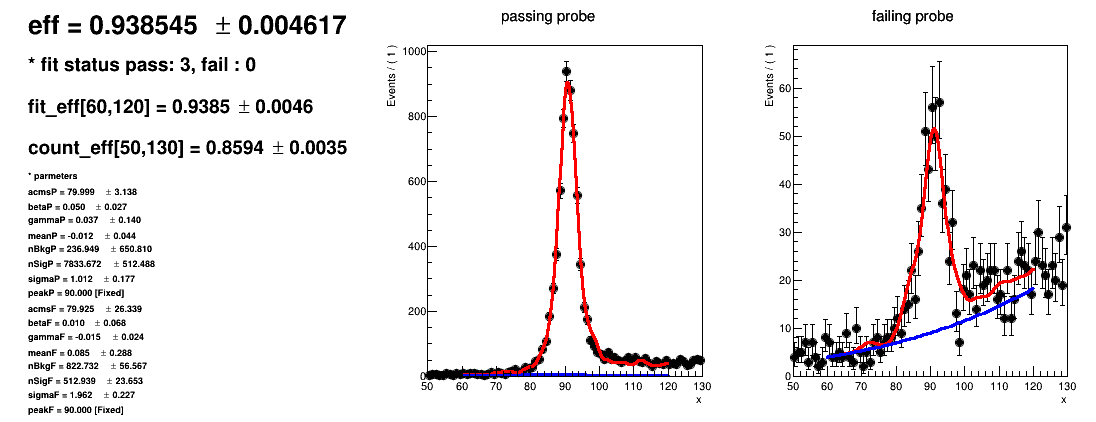 eff = 0.938545 ± 0.004617
* fit status pass: 3, fail : 0
fit_eff[60,120] = 0.9385 ± 0.0046
count_eff[50,130] = 0.8594 ± 0.0035
* parmeters
acmsP = 79.999 ± 3.138
betaP = 0.050 ± 0.027
gammaP = 0.037 ± 0.140
meanP = -0.012 ± 0.044
nBkgP = 236.949 ± 650.810
nSigP = 7833.672 ± 512.488
sigmaP = 1.012 ± 0.177
peakP = 90.000 [Fixed]
acmsF = 79.925 ± 26.339
betaF = 0.010 ± 0.068
gammaF = -0.015 ± 0.024
meanF = 0.085 ± 0.288
nBkgF = 822.732 ± 56.567
nSigF = 512.939 ± 23.653
sigmaF = 1.962 ± 0.227
peakF = 90.000 [Fixed]
passing probe
Events / ( 1 )
1000
800
600
400
200
0
50 60 70 80 90 100 110 120 130
x
failing probe
Events / ( 1 )
60
50
40
30
20
10
0
50 60 70 80 90 100 110 120 130
x